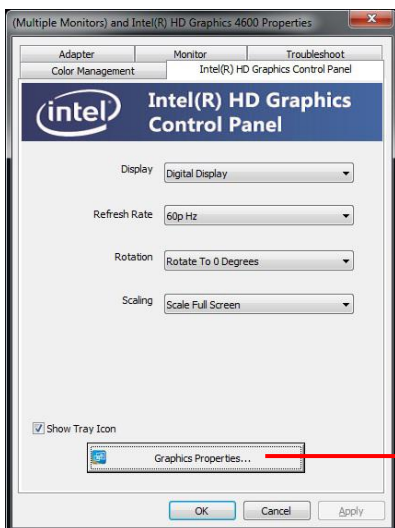 (Multiple Monitors) and Intel(R) HD Graphics 4600 Properties
Adapter Monitor Troubleshoot
Color Management Intel(R) HD Graphics Control Panel
intel Intel(R) HD Graphics
Control Panel
Display Digital Display
Refresh Rate 60p Hz
Rotation Rotate To 0 Degrees
Scaling Scale Full Screen
Show Tray Icon
Graphics Properties...
OK Cancel Apply